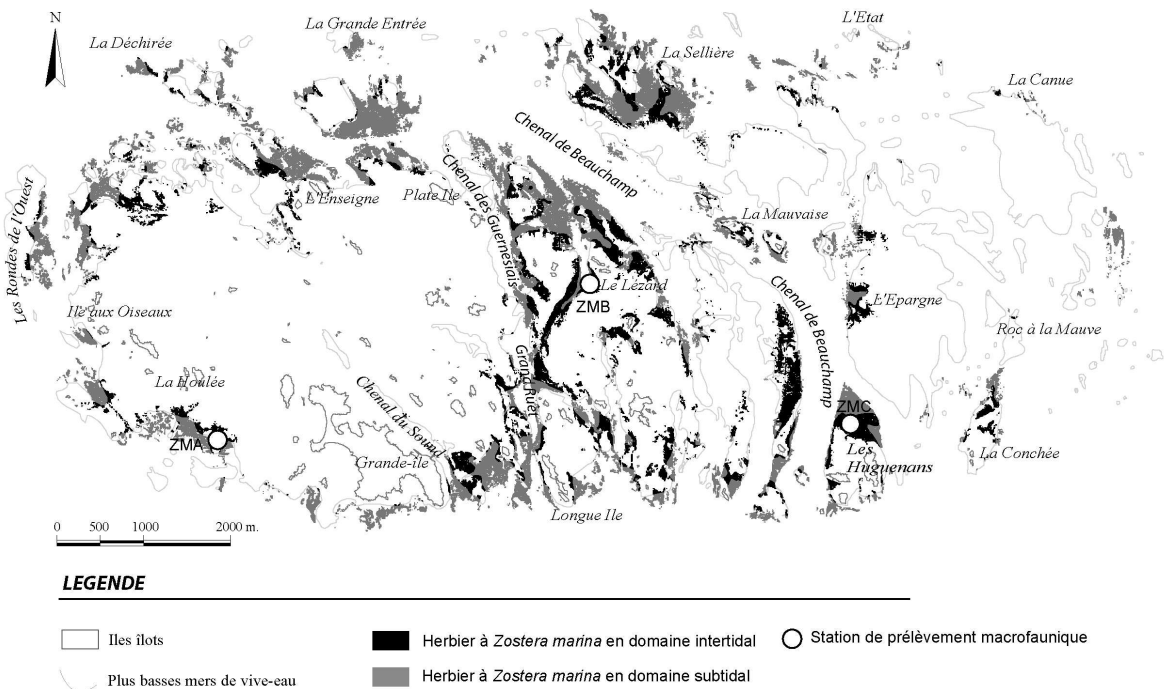 N
La Déchirée
La Grande Entrée
La Sellière
L'Etat
La Canue
Chenal de Beauchamp
Chenal des Guernesiais
L'Enseigne
Plate Ile
La Mauvaise
Les Rondes de l'Ouest
Le Lézard
ZMB
Chenal de Beauchamp
L'Epargne
Roc à la Mauve
Ile aux Oiseaux
La Houlée
ZMA
Chenal du Sound
Grand Ruet
Grande-île
ZMC
Les
Huguenans
La Conchée
Longue Ile
0 500 1000 2000 m.
LEGENDE
Iles îlots
Plus basses mers de vive-eau
Herbier à Zostera marina en domaine intertidal
Herbier à Zostera marina en domaine subtidal
Station de prélèvement macrofaunique